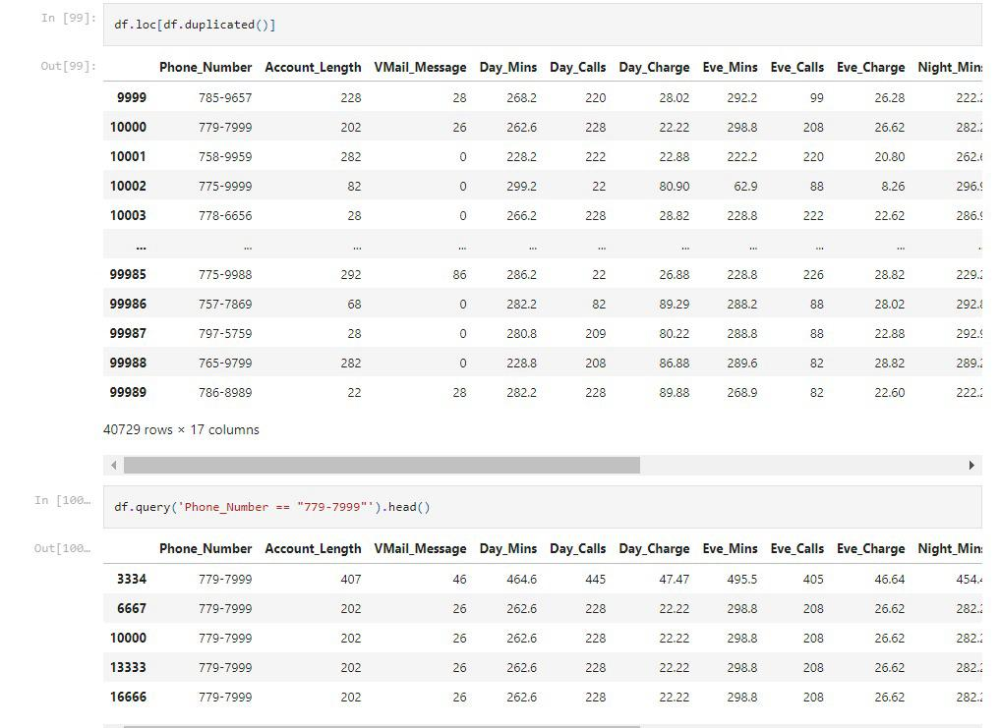 In [99]: df.loc[df.duplicated()]
Out[99]:
Phone_Number Account_Length VMail_Message Day_Mins Day_Calls Day_Charge Eve_Mins Eve_Calls Eve_Charge Night_Mins
9999 785-9657 228 28 268.2 220 28.02 292.2 99 26.28 222.2
10000 779-7999 202 26 262.6 228 22.22 298.8 208 26.62 282.2
10001 758-9959 282 0 228.2 222 22.88 222.2 220 20.80 262.6
10002 775-9999 82 0 299.2 22 80.90 62.9 88 8.26 296.9
10003 778-6656 28 0 266.2 228 28.82 228.8 222 22.62 286.9
... ... ... ... ... ... ... ... ... ... ..
99985 775-9988 292 86 286.2 22 26.88 228.8 226 28.82 229.2
99986 757-7869 68 0 282.2 82 89.29 288.2 88 28.02 292.8
99987 797-5759 28 0 280.8 209 80.22 288.8 88 22.88 292.9
99988 765-9799 282 0 228.8 208 86.88 289.6 82 28.82 289.2
99989 786-8989 22 28 282.2 228 89.88 268.9 82 22.60 222.2
40729 rows × 17 columns
In [100… df.query('Phone_Number == "779-7999"').head()
Out[100…
Phone_Number Account_Length VMail_Message Day_Mins Day_Calls Day_Charge Eve_Mins Eve_Calls Eve_Charge Night_Mins
3334 779-7999 407 46 464.6 445 47.47 495.5 405 46.64 454.4
6667 779-7999 202 26 262.6 228 22.22 298.8 208 26.62 282.2
10000 779-7999 202 26 262.6 228 22.22 298.8 208 26.62 282.2
13333 779-7999 202 26 262.6 228 22.22 298.8 208 26.62 282.2
16666 779-7999 202 26 262.6 228 22.22 298.8 208 26.62 282.2